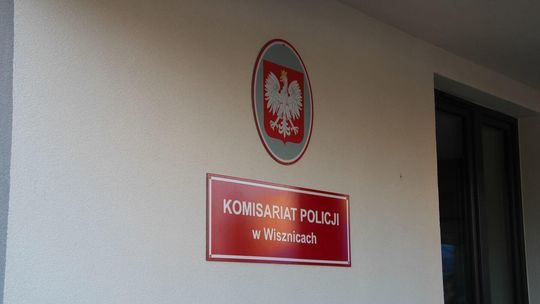 KOMISARIAT POLICJI
w Wisznicach